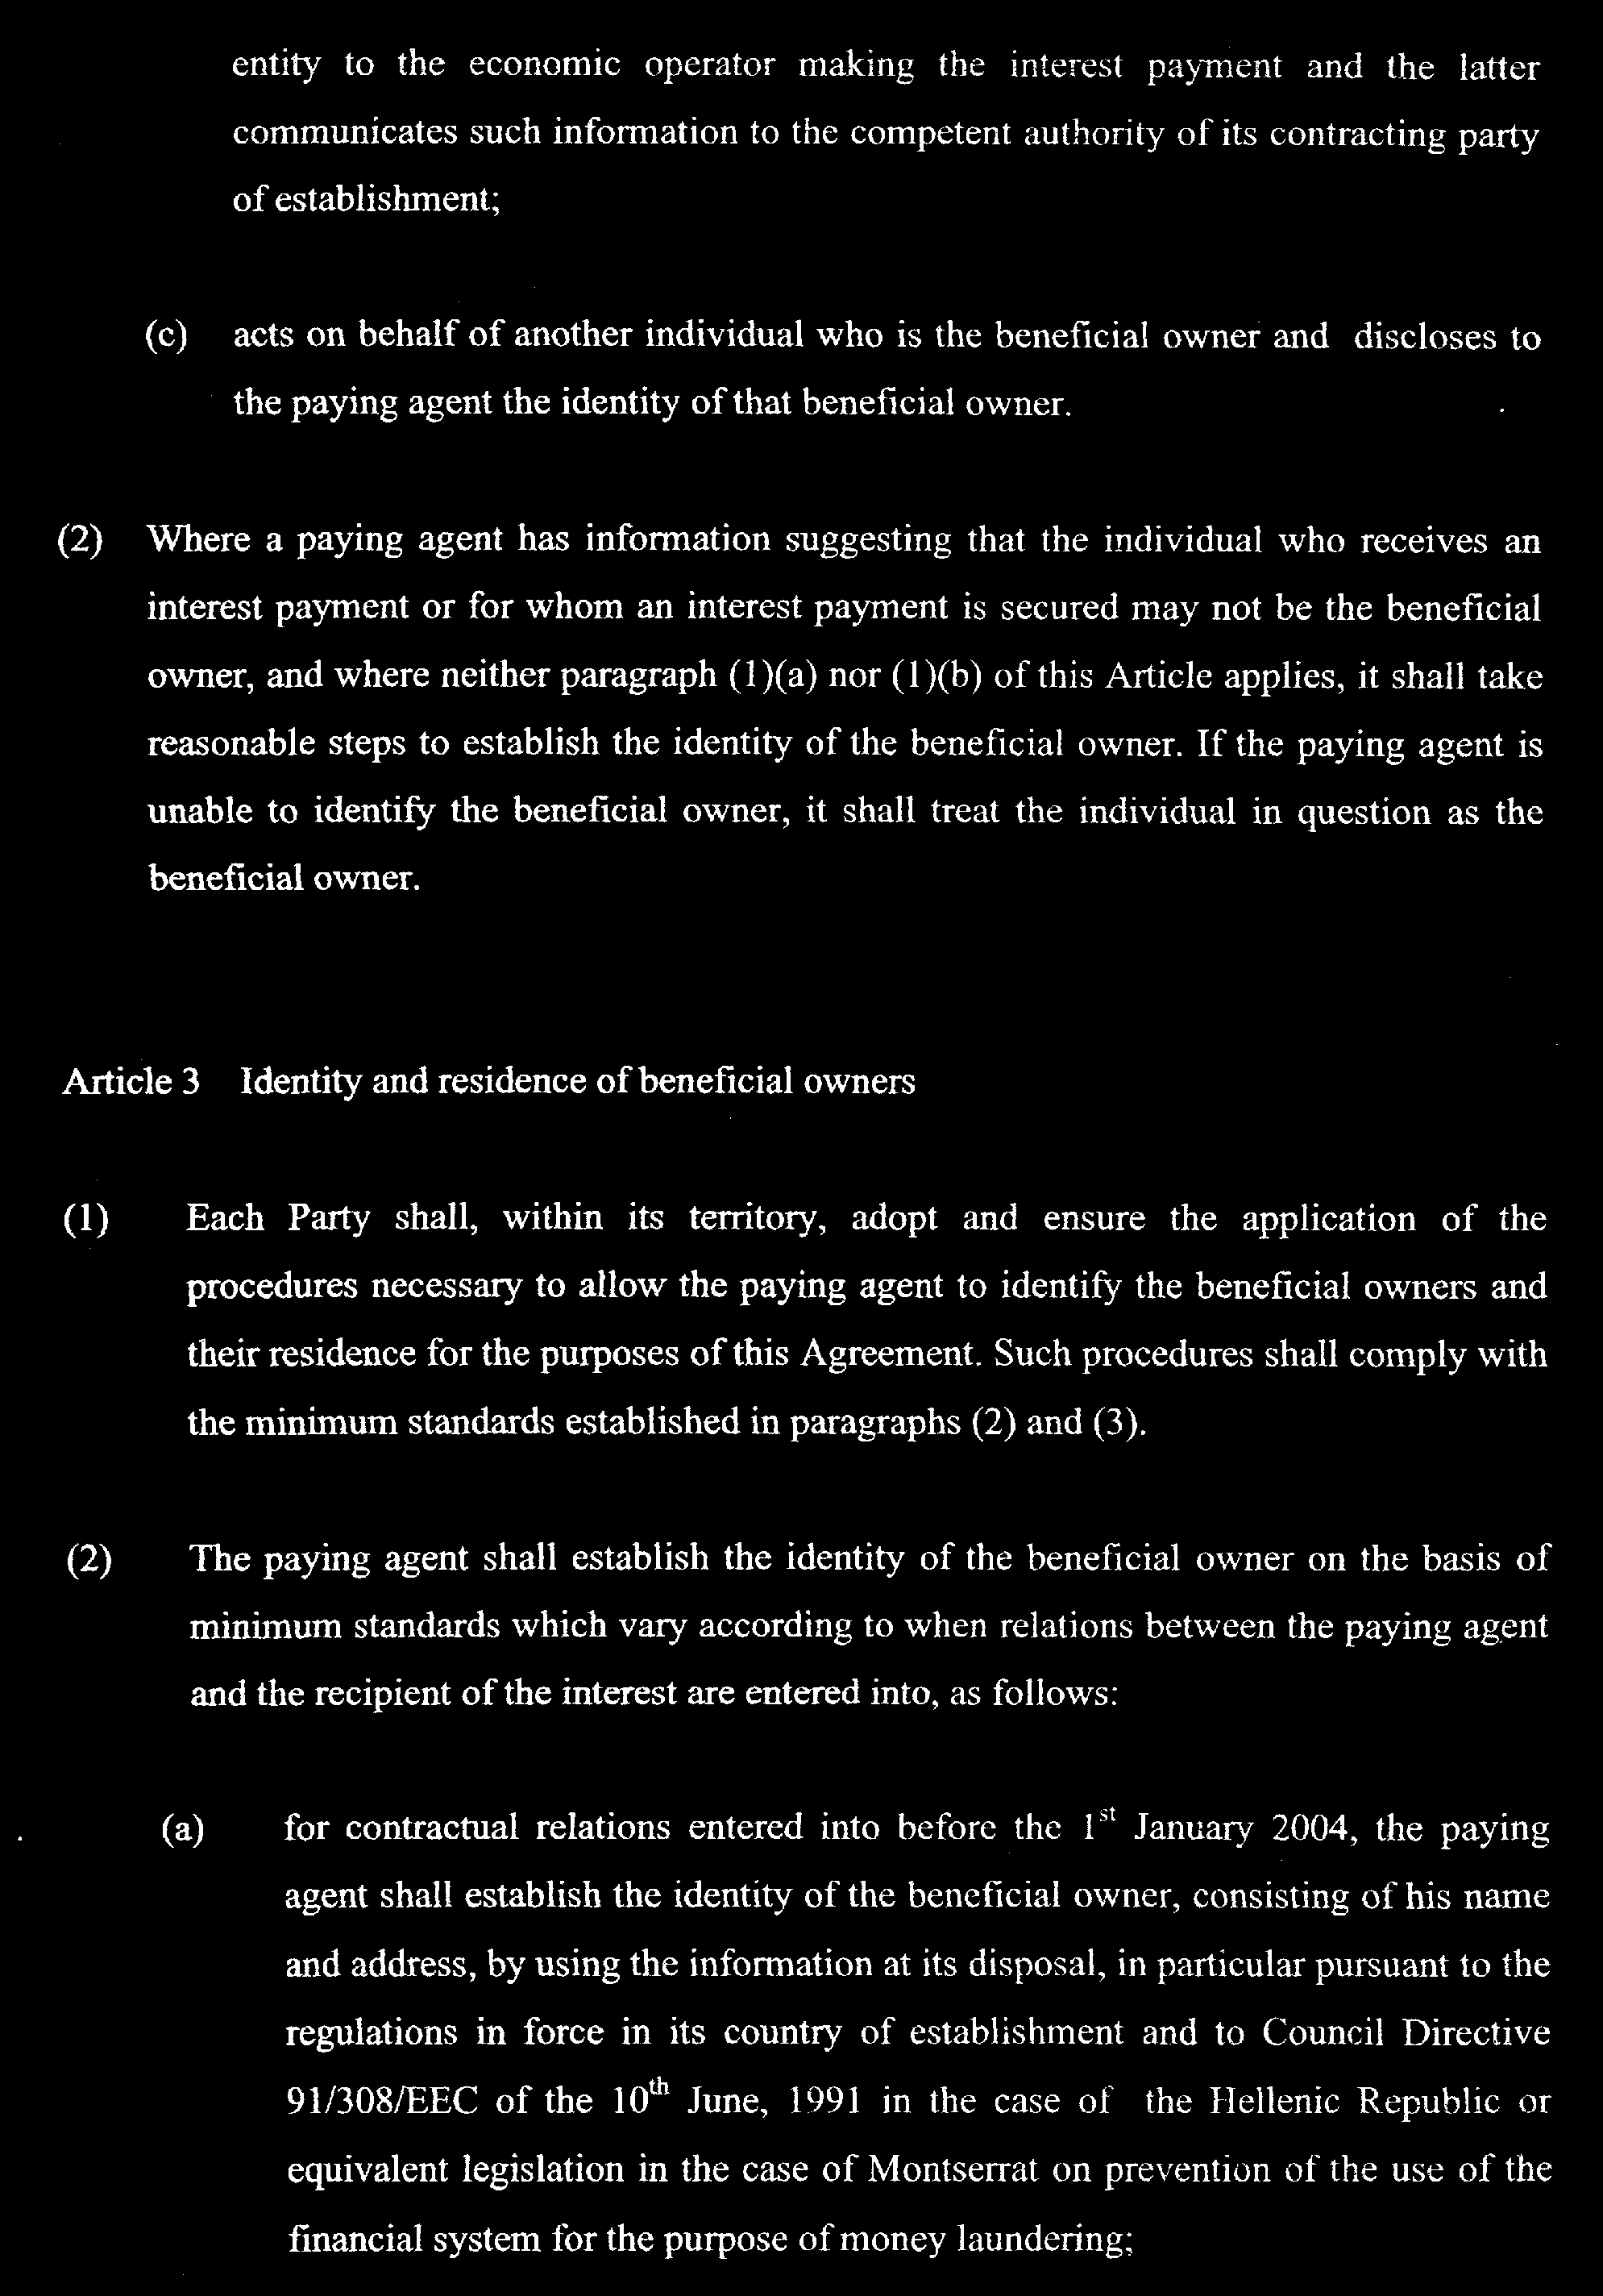 entity to the economic operator making the interest payment and the latter
communicates such information to the competent authority of its contracting party
of establishment;
(c) acts on behalf of another individual who is the beneficial owner and discloses to
the paying agent the identity of that beneficial owner.
(2) Where a paying agent has information suggesting that the individual who receives an
interest payment or for whom an interest payment is secured may not be the beneficial
owner, and where neither paragraph (1)(a) nor (1)(b) of this Article applies, it shall take
reasonable steps to establish the identity of the beneficial owner. If the paying agent is
unable to identify the beneficial owner, it shall treat the individual in question as the
beneficial owner.
Article 3 Identity and residence of beneficial owners
(1) Each Party shall, within its territory, adopt and ensure the application of the
procedures necessary to allow the paying agent to identify the beneficial owners and
their residence for the purposes of this Agreement. Such procedures shall comply with
the minimum standards established in paragraphs (2) and (3).
(2) The paying agent shall establish the identity of the beneficial owner on the basis of
minimum standards which vary according to when relations between the paying agent
and the recipient of the interest are entered into, as follows:
(a) for contractual relations entered into before the 1st January 2004, the paying
agent shall establish the identity of the beneficial owner, consisting of his name
and address, by using the information at its disposal, in particular pursuant to the
regulations in force in its country of establishment and to Council Directive
91/308/EEC of the 10th June, 1991 in the case of the Hellenic Republic or
equivalent legislation in the case of Montserrat on prevention of the use of the
financial system for the purpose of money laundering;